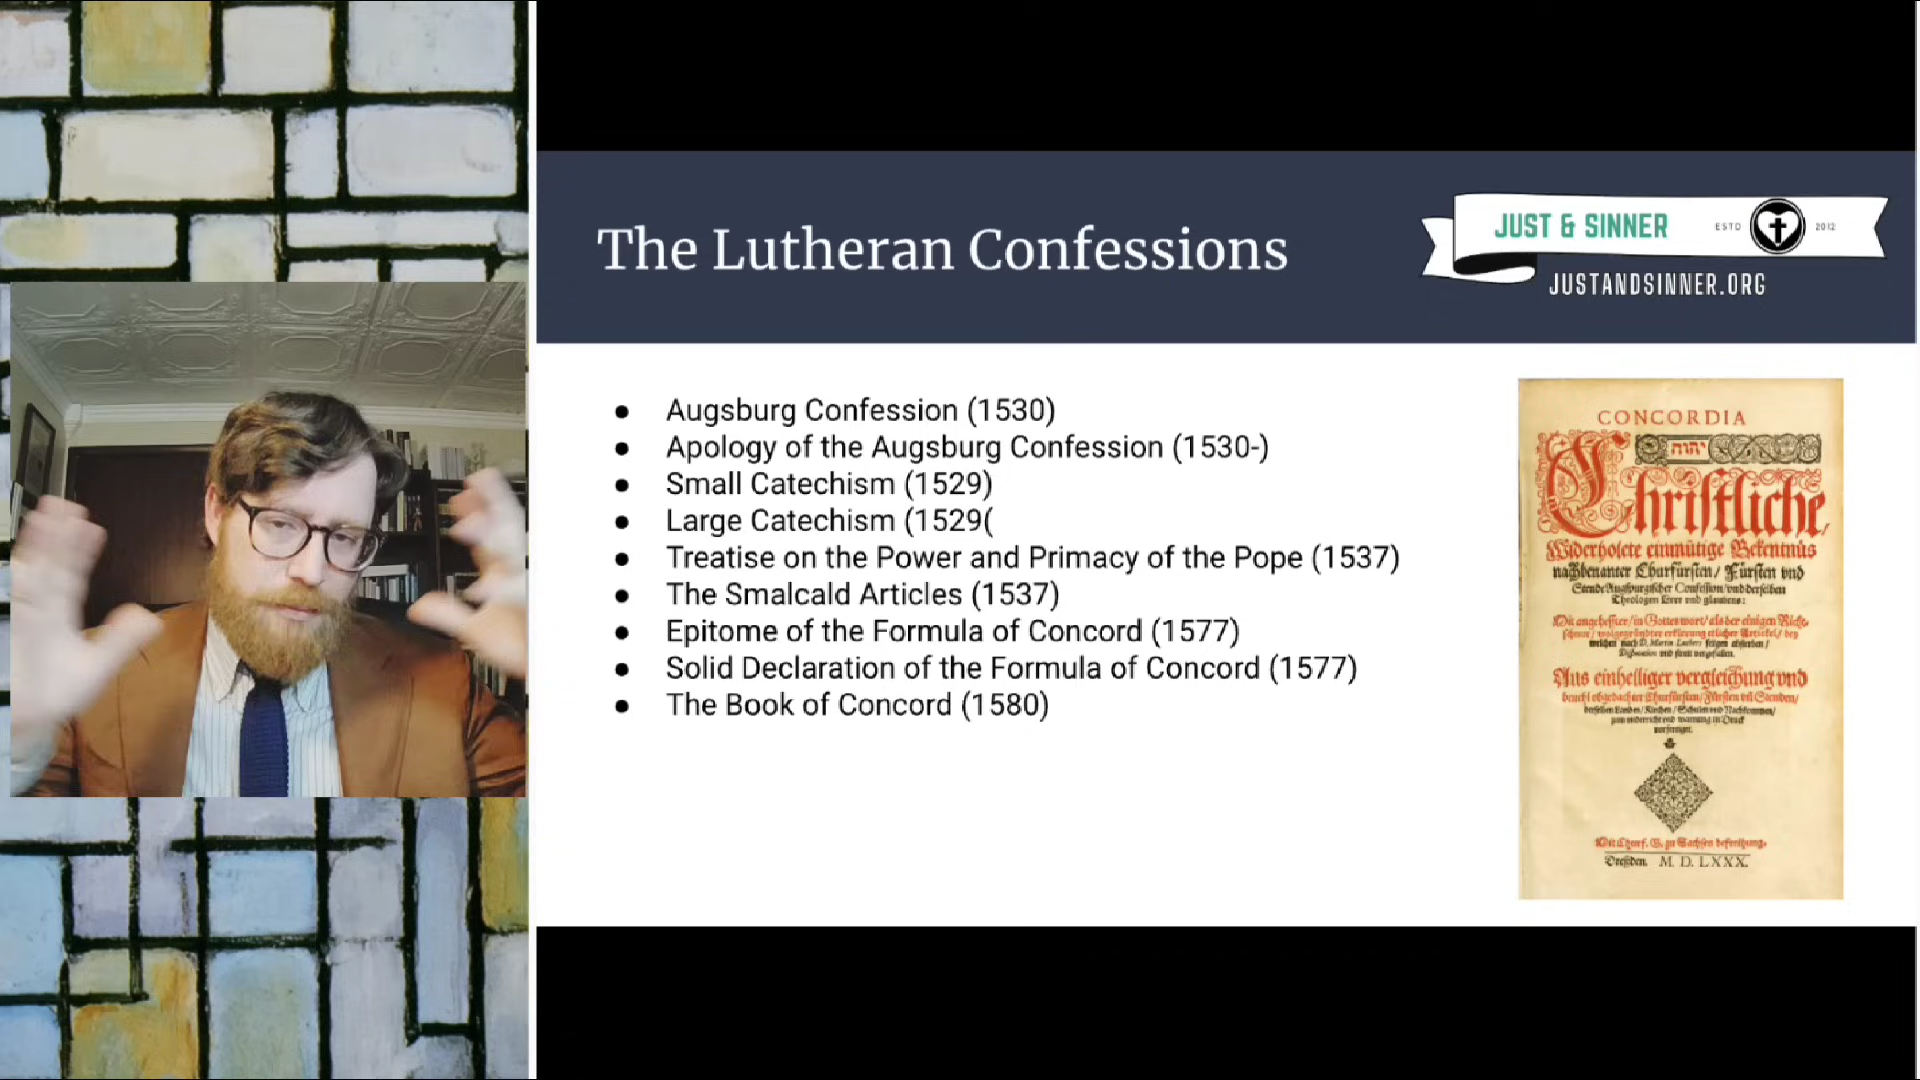 The Lutheran Confessions
JUST & SINNER
ESTD 2012
JUSTANDSINNER.ORG
● Augsburg Confession (1530)
● Apology of the Augsburg Confession (1530-)
● Small Catechism (1529)
● Large Catechism (1529(
● Treatise on the Power and Primacy of the Pope (1537)
● The Smalcald Articles (1537)
● Epitome of the Formula of Concord (1577)
● Solid Declaration of the Formula of Concord (1577)
● The Book of Concord (1580)
CONCORDIA
יהוה
Christliche,
Widerholete einmütige Bekentnüs
nachbenanter Churfürsten/ Fürsten vnd
Aus einhelliger vergleichung vnd
Dreßden. M. D. LXXX.